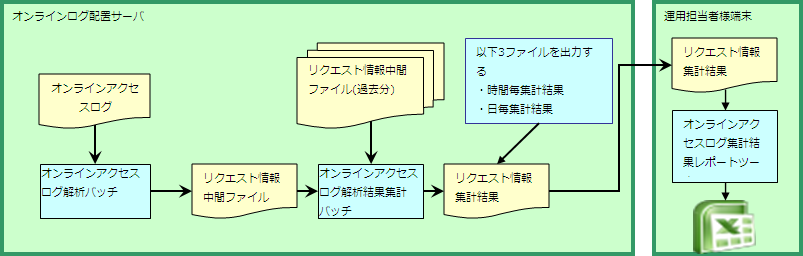 オンラインログ配置サーバ
オンラインアクセ
スログ
リクエスト情報中間
ファイル(過去分)
以下3ファイルを出力す
る
・時間毎集計結果
・日毎集計結果
オンラインアクセス
ログ解析バッチ
リクエスト情報
中間ファイル
オンラインアクセス
ログ解析結果集計
バッチ
リクエスト情報
集計結果
運用担当者様端末
リクエスト情報
集計結果
オンラインアク
セスログ集計結
果レポートツー